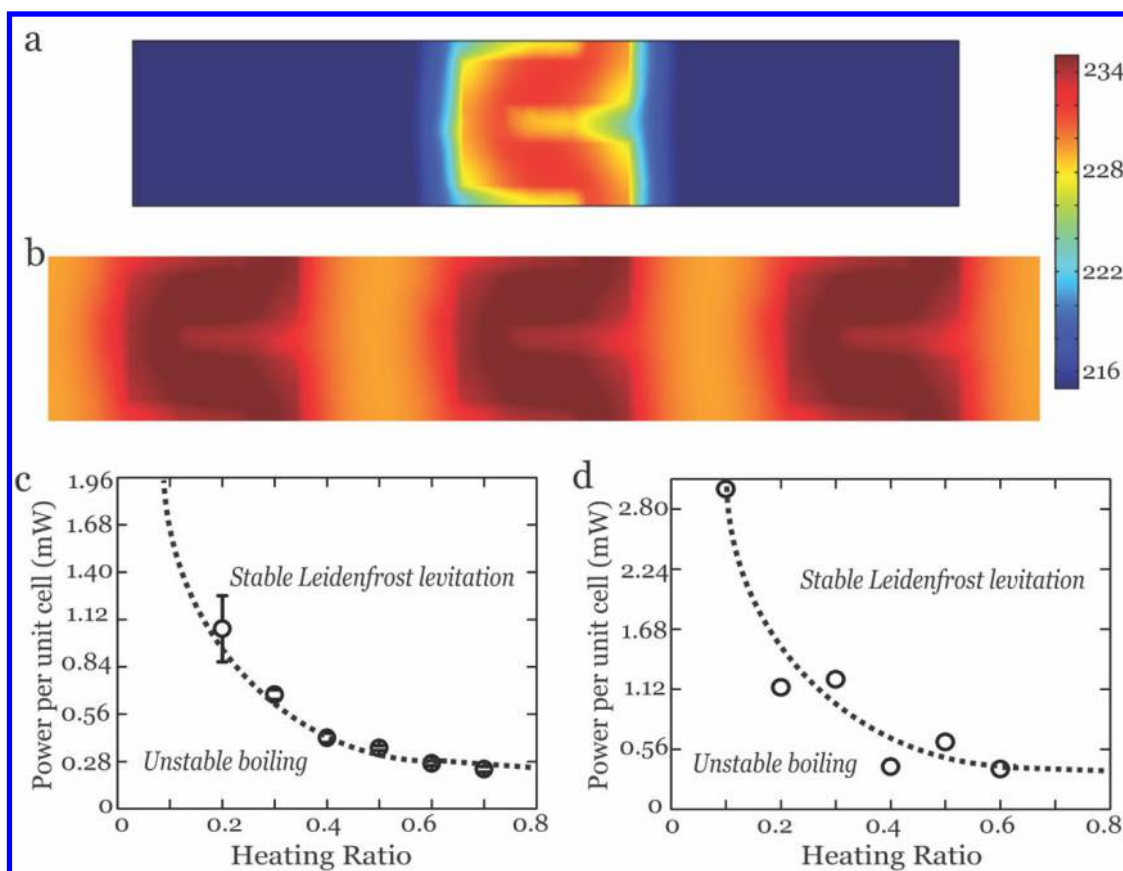 a
234
228
222
216
b
c
Power per unit cell (mW)
1.96
1.68
1.40
1.12
0.84
0.56
0.28
0
Stable Leidenfrost levitation
Unstable boiling
0 0.2 0.4 0.6 0.8
Heating Ratio
d
Power per unit cell (mW)
2.80
2.24
1.68
1.12
0.56
0
Stable Leidenfrost levitation
Unstable boiling
0 0.2 0.4 0.6 0.8
Heating Ratio